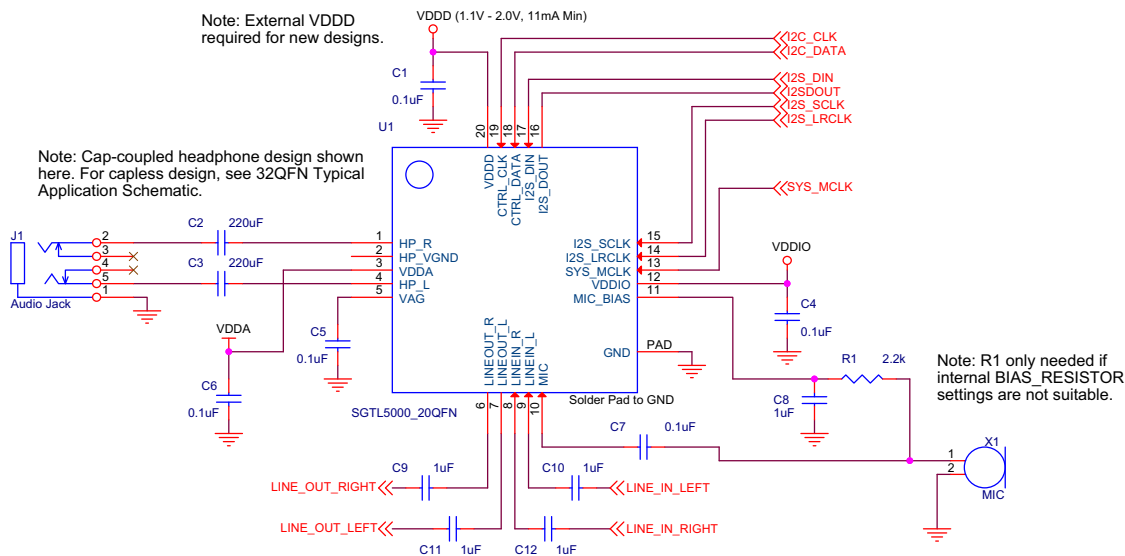 Note: External VDDD
required for new designs.
VDDD (1.1V - 2.0V, 11mA Min)
I2C_CLK
I2C_DATA
I2S_DIN
I2SDOUT
I2S_SCLK
I2S_LRCLK
SYS_MCLK
C1
0.1uF
U1
20
19
18
17
16
VDDD
CTRL_CLK
CTRL_DATA
I2S_DIN
I2S_DOUT
Note: Cap-coupled headphone design shown
here. For capless design, see 32QFN Typical
Application Schematic.
J1
2
3
4
5
1
Audio Jack
C2
220uF
C3
220uF
1
2
3
4
5
HP_R
HP_VGND
VDDA
HP_L
VAG
I2S_SCLK
I2S_LRCLK
SYS_MCLK
VDDIO
MIC_BIAS
GND
15
14
13
12
11
PAD
VDDIO
C4
0.1uF
VDDA
C6
0.1uF
C5
0.1uF
LINEOUT_R
LINEOUT_L
LINEIN_R
LINEIN_L
MIC
6
7
8
9
10
SGTL5000_20QFN
Solder Pad to GND
R1
2.2k
C8
1uF
Note: R1 only needed if
internal BIAS_RESISTOR
settings are not suitable.
C7
0.1uF
X1
1
2
MIC
C9
1uF
LINE_OUT_RIGHT
C10
1uF
LINE_IN_LEFT
LINE_OUT_LEFT
C11
1uF
C12
1uF
LINE_IN_RIGHT